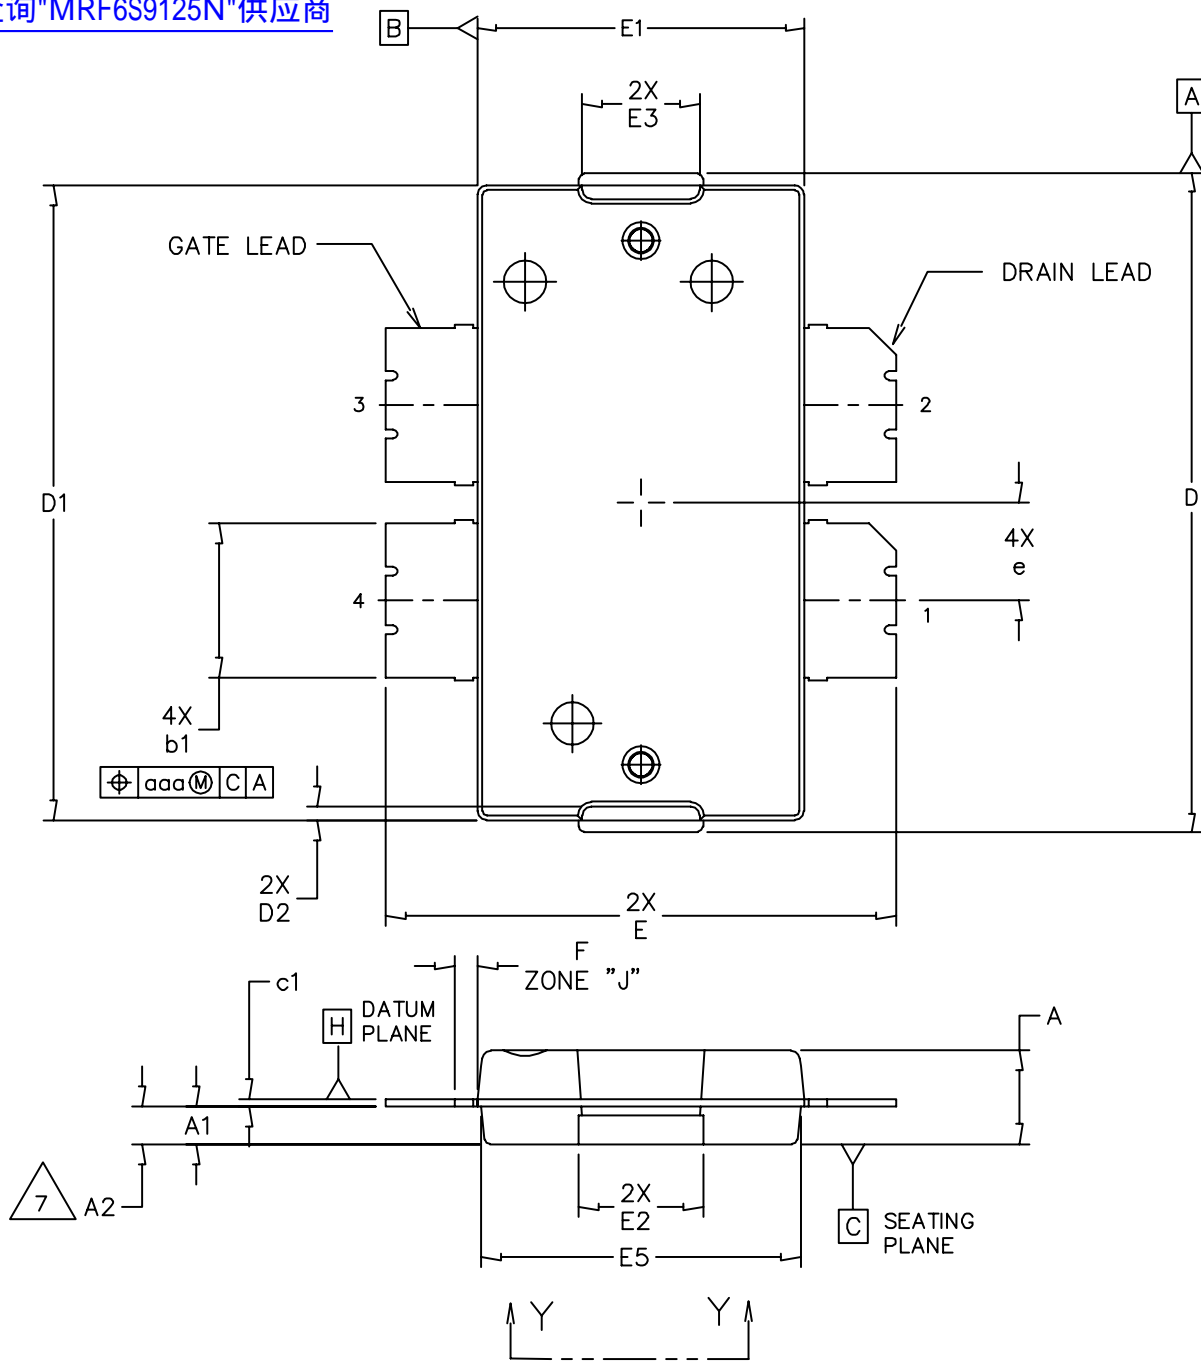 询"MRF6S9125N"供应商
B
E1
2X
E3
A
GATE LEAD
DRAIN LEAD
3
2
D1
D
4X
e
4
1
4X
b1
aaa Ⓜ C A
2X
D2
2X
E
F
ZONE "J"
c1
H
DATUM
PLANE
A
A1
7
A2
2X
E2
C
SEATING
PLANE
E5
Y
Y